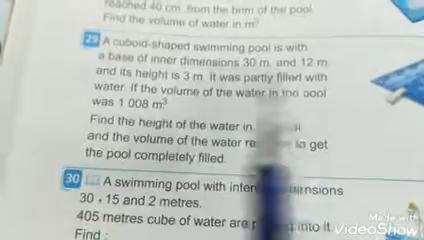 reached 40 cm. from the brim of the pool.
Find the volume of water in m³
29 A cuboid-shaped swimming pool is with
a base of inner dimensions 30 m. and 12 m.
and its height is 3 m. It was partly filled with
water. If the volume of the water in the pool
was 1 008 m³
Find the height of the water in
and the volume of the water to get
the pool completely filled.
30 A swimming pool with
30 , 15 and 2 metres.
405 metres cube of water are into it.
Find :
Made with
VideoShow